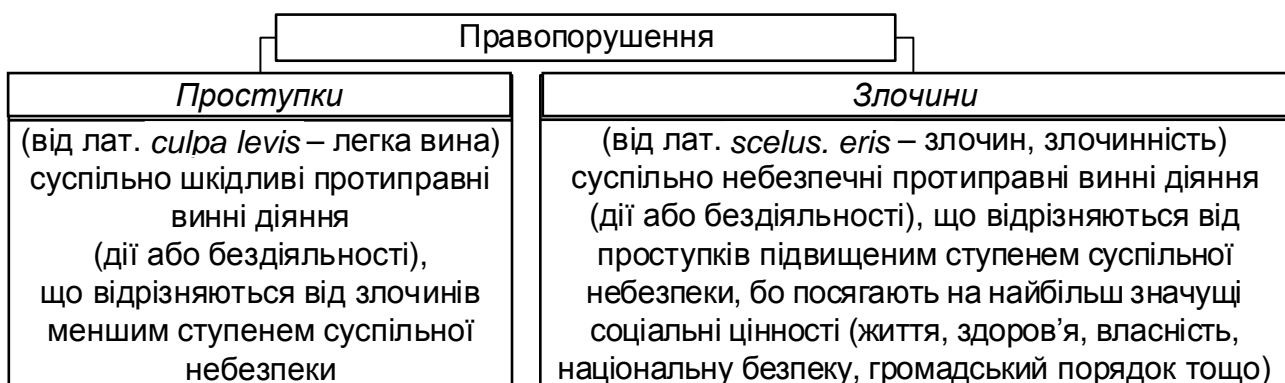 Правопорушення
Проступки
(від лат. culpa levis – легка вина)
суспільно шкідливі протиправні
винні діяння
(дії або бездіяльності),
що відрізняються від злочинів
меншим ступенем суспільної
небезпеки
Злочини
(від лат. scelus. eris – злочин, злочинність)
суспільно небезпечні протиправні винні діяння
(дії або бездіяльності), що відрізняються від
проступків підвищеним ступенем суспільної
небезпеки, бо посягають на найбільш значущі
соціальні цінності (життя, здоров’я, власність,
національну безпеку, громадський порядок тощо)